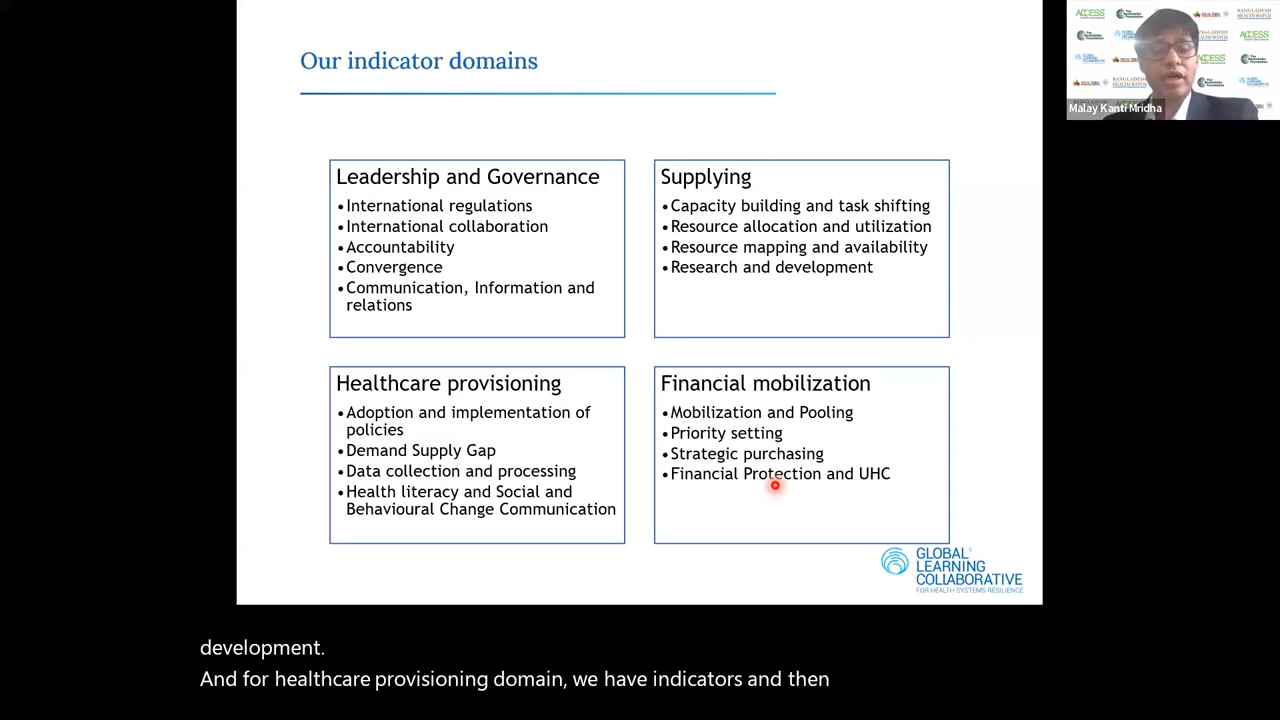 Our indicator domains
Leadership and Governance
•International regulations
•International collaboration
•Accountability
•Convergence
•Communication, Information and
relations
Supplying
•Capacity building and task shifting
•Resource allocation and utilization
•Resource mapping and availability
•Research and development
Healthcare provisioning
•Adoption and implementation of
policies
•Demand Supply Gap
•Data collection and processing
•Health literacy and Social and
Behavioural Change Communication
Financial mobilization
•Mobilization and Pooling
•Priority setting
•Strategic purchasing
•Financial Protection and UHC
GLOBAL
LEARNING
COLLABORATIVE
FOR HEALTH SYSTEMS RESILIENCE
ACCESS
BANGLADESH
HEALTH WATCH
Malay Kanti Mridha
development.
And for healthcare provisioning domain, we have indicators and then